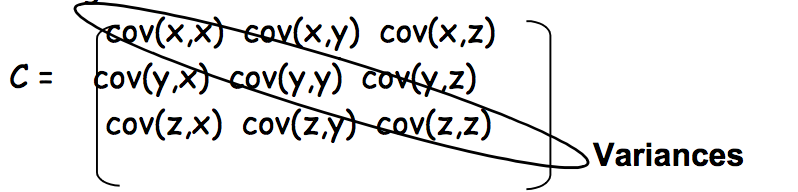 cov(x,x) cov(x,y) cov(x,z)
C = cov(y,x) cov(y,y) cov(y,z)
cov(z,x) cov(z,y) cov(z,z)
Variances